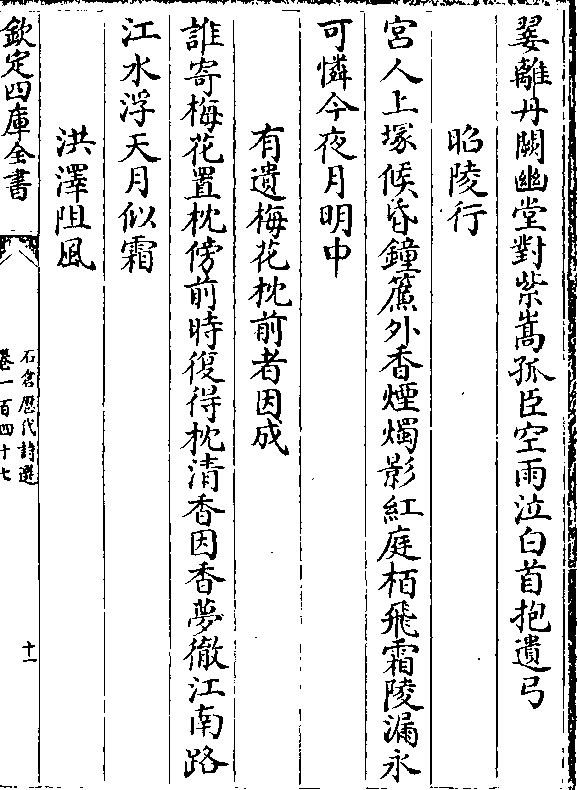 翣離丹闕幽堂對紫嵩孤臣空雨泣白首抱遺弓
昭陵行
宮人上塚候昏鐘簾外香煙燭影紅庭栢飛霜陵漏永
可憐今夜月明中
有遺梅花枕前者因成
誰寄梅花置枕傍前時復得枕清香因香夢徹江南路
江水浮天月似霜
洪澤阻風
欽定四庫全書
石倉歷代詩選
卷一百四十七
十一